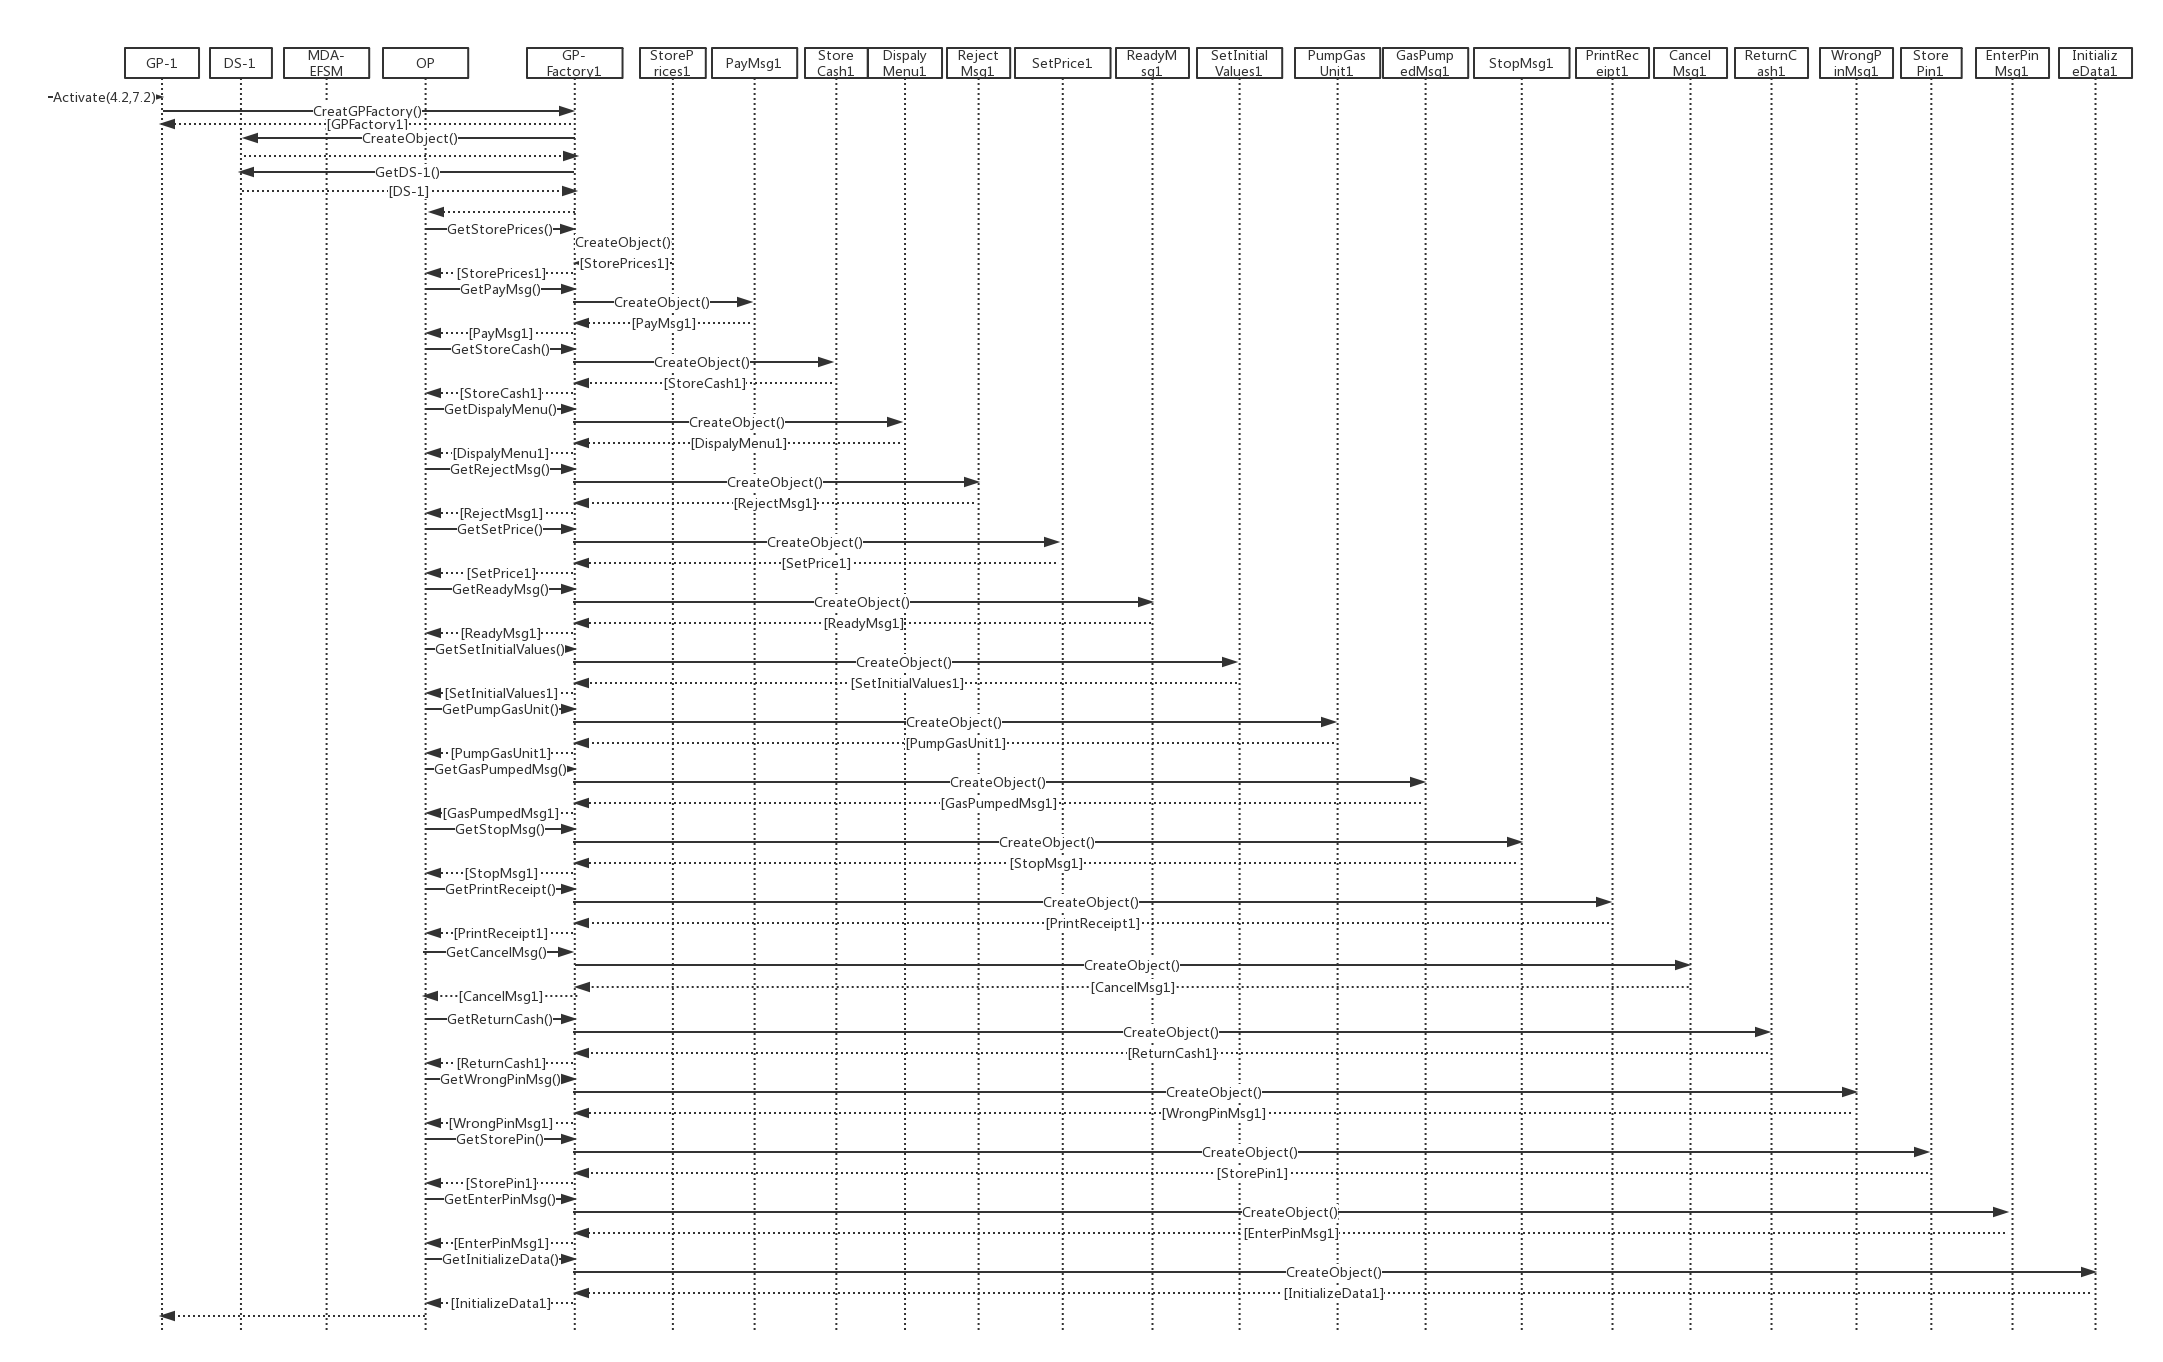 GP-1
DS-1
MDA-
EFSM
OP
GP-
Factory1
StoreP
rices1
PayMsg1
Store
Cash1
Dispaly
Menu1
Reject
Msg1
SetPrice1
ReadyM
sg1
SetInitial
Values1
PumpGas
Unit1
GasPump
edMsg1
StopMsg1
PrintRec
eipt1
Cancel
Msg1
ReturnC
ash1
WrongP
inMsg1
Store
Pin1
EnterPin
Msg1
Initializ
eData1
Activate(4.2,7.2)
CreatGPFactory()
[GPFactory1]
CreateObject()
GetDS-1()
[DS-1]
GetStorePrices()
CreateObject()
[StorePrices1]
[StorePrices1]
GetPayMsg()
CreateObject()
[PayMsg1]
[PayMsg1]
GetStoreCash()
CreateObject()
[StoreCash1]
[StoreCash1]
GetDispalyMenu()
CreateObject()
[DispalyMenu1]
[DispalyMenu1]
GetRejectMsg()
CreateObject()
[RejectMsg1]
[RejectMsg1]
GetSetPrice()
CreateObject()
[SetPrice1]
[SetPrice1]
GetReadyMsg()
CreateObject()
[ReadyMsg1]
[ReadyMsg1]
GetSetInitialValues()
CreateObject()
[SetInitialValues1]
[SetInitialValues1]
GetPumpGasUnit()
CreateObject()
[PumpGasUnit1]
[PumpGasUnit1]
GetGasPumpedMsg()
CreateObject()
[GasPumpedMsg1]
[GasPumpedMsg1]
GetStopMsg()
CreateObject()
[StopMsg1]
[StopMsg1]
GetPrintReceipt()
CreateObject()
[PrintReceipt1]
[PrintReceipt1]
GetCancelMsg()
CreateObject()
[CancelMsg1]
[CancelMsg1]
GetReturnCash()
CreateObject()
[ReturnCash1]
[ReturnCash1]
GetWrongPinMsg()
CreateObject()
[WrongPinMsg1]
[WrongPinMsg1]
GetStorePin()
CreateObject()
[StorePin1]
[StorePin1]
GetEnterPinMsg()
CreateObject()
[EnterPinMsg1]
[EnterPinMsg1]
GetInitializeData()
CreateObject()
[InitializeData1]
[InitializeData1]